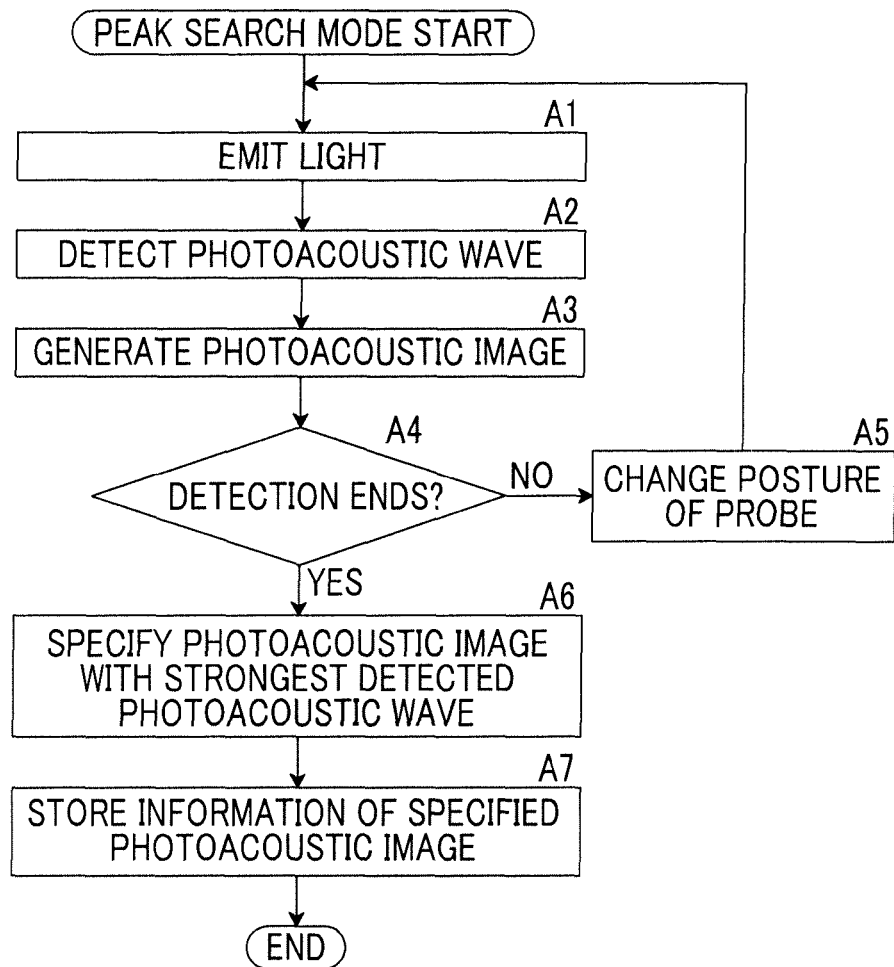 PEAK SEARCH MODE START
A1
EMIT LIGHT
A2
DETECT PHOTOACOUSTIC WAVE
A3
GENERATE PHOTOACOUSTIC IMAGE
A4
DETECTION ENDS?
NO
A5
CHANGE POSTURE
OF PROBE
YES
A6
SPECIFY PHOTOACOUSTIC IMAGE
WITH STRONGEST DETECTED
PHOTOACOUSTIC WAVE
A7
STORE INFORMATION OF SPECIFIED
PHOTOACOUSTIC IMAGE
END